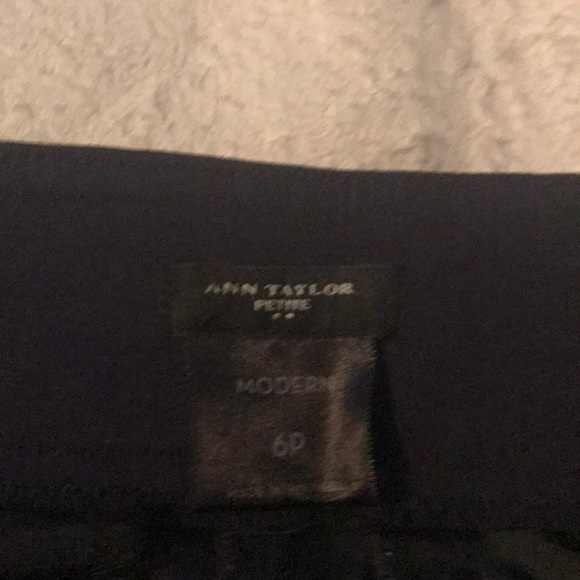 ANN TAYLOR
PETITE
MODERN
6P